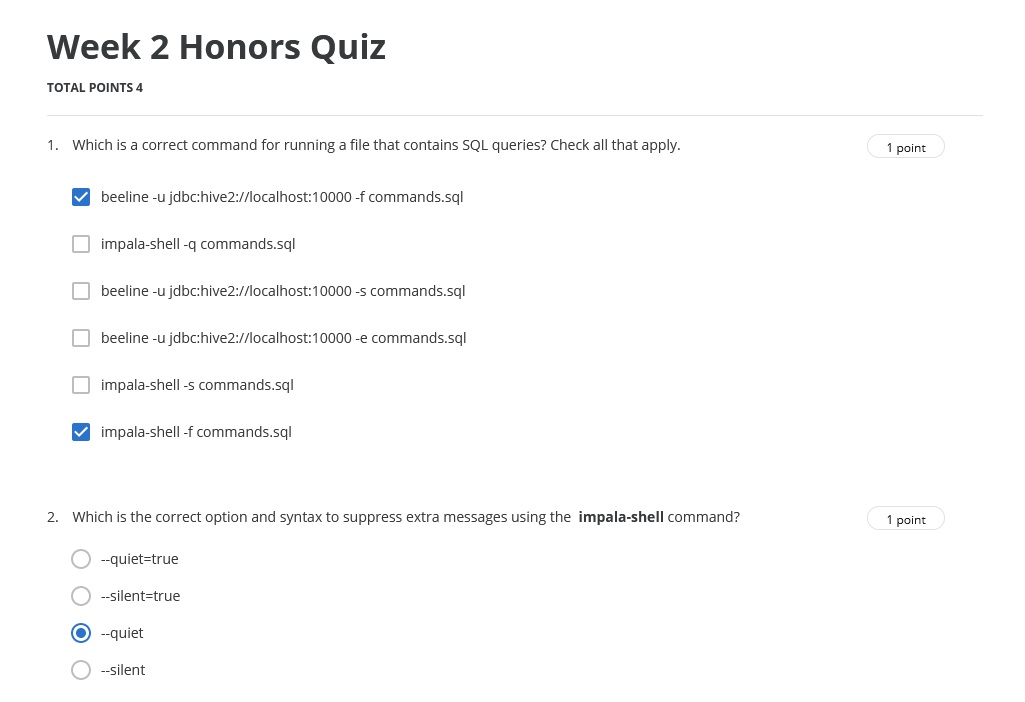 Week 2 Honors Quiz
TOTAL POINTS 4
1. Which is a correct command for running a file that contains SQL queries? Check all that apply. 1 point
beeline -u jdbc:hive2://localhost:10000 -f commands.sql
impala-shell -q commands.sql
beeline -u jdbc:hive2://localhost:10000 -s commands.sql
beeline -u jdbc:hive2://localhost:10000 -e commands.sql
impala-shell -s commands.sql
impala-shell -f commands.sql
2. Which is the correct option and syntax to suppress extra messages using the impala-shell command? 1 point
--quiet=true
--silent=true
--quiet
--silent